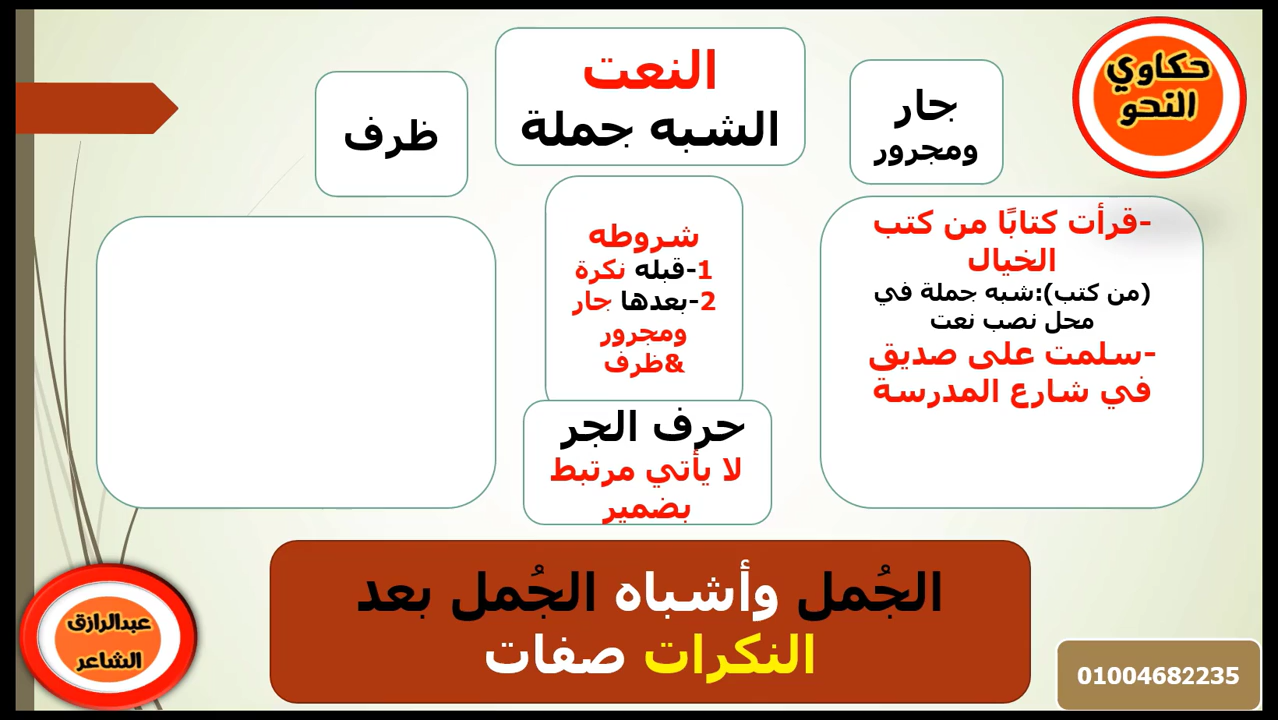 حكاوي
النحو
النعت
الشبه جملة
جار
ومجرور
ظرف
-قرأت كتابًا من كتب
الخيال
(من كتب):شبه جملة في
محل نصب نعت
-سلمت على صديق
في شارع المدرسة
شروطه
1-قبله نكرة
2-بعدها جار
ومجرور
&ظرف
حرف الجر
لا يأتي مرتبط
بضمير
الجُمل وأشباه الجُمل بعد
النكرات صفات
عبدالرازق
الشاعر
01004682235